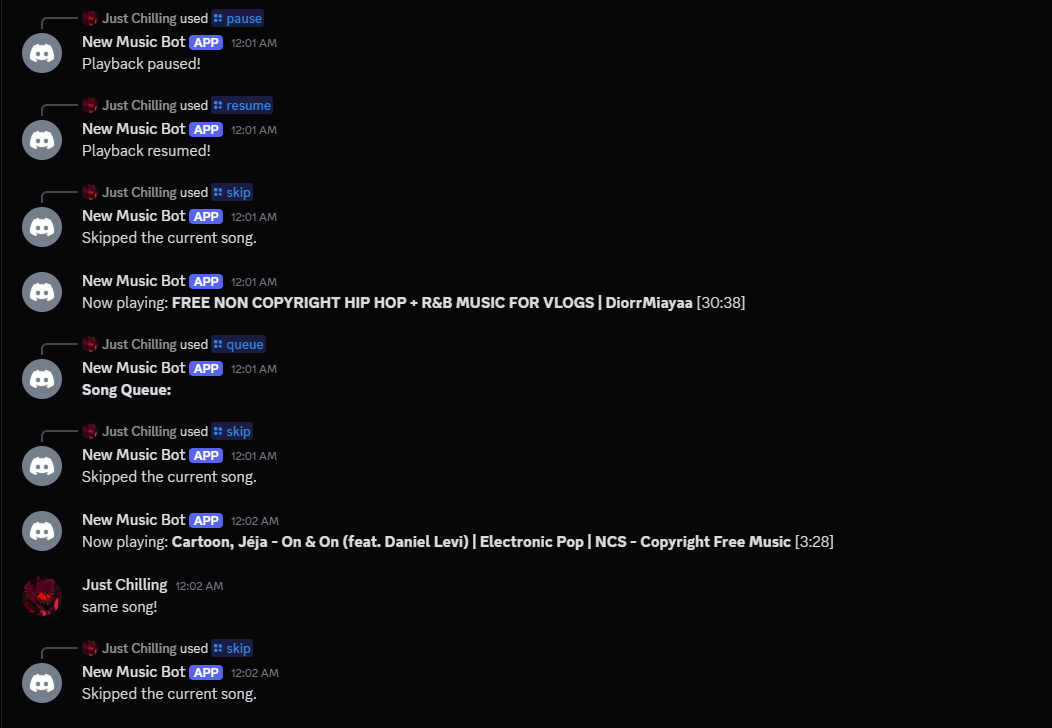 Just Chilling used pause
New Music Bot APP 12:01 AM
Playback paused!
Just Chilling used resume
New Music Bot APP 12:01 AM
Playback resumed!
Just Chilling used skip
New Music Bot APP 12:01 AM
Skipped the current song.
New Music Bot APP 12:01 AM
Now playing: FREE NON COPYRIGHT HIP HOP + R&B MUSIC FOR VLOGS | DiorrMiayaa [30:38]
Just Chilling used queue
New Music Bot APP 12:01 AM
Song Queue:
Just Chilling used skip
New Music Bot APP 12:01 AM
Skipped the current song.
New Music Bot APP 12:02 AM
Now playing: Cartoon, Jéja - On & On (feat. Daniel Levi) | Electronic Pop | NCS - Copyright Free Music [3:28]
Just Chilling 12:02 AM
same song!
Just Chilling used skip
New Music Bot APP 12:02 AM
Skipped the current song.